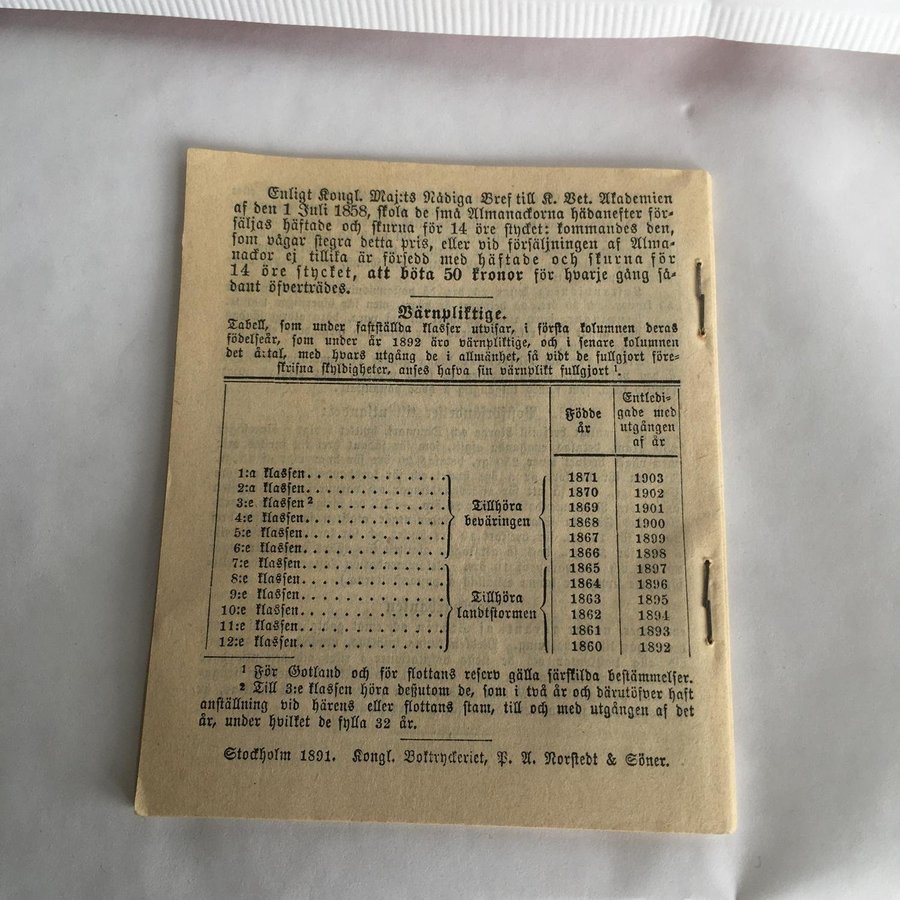 Enligt Kongl. Maj:ts Nådiga Bref till K. Vet. Akademien
af den 1 Juli 1858, skola de små Almanackorna hädanefter för-
säljas häftade och skurna för 14 öre stycket: kommandes den,
som vågar stegra detta pris, eller vid försäljningen af Alma-
nackor ej tillika är försedd med häftade och skurna för
14 öre stycket, att böta 50 kronor för hvarje gång så-
dant öfverträdes.
Värnpliktige.
Tabell, som under fastställda klasser utvisar, i första kolumnen deras
födelseår, som under år 1892 äro värnpliktige, och i senare kolumnen
det årtal, med hvars utgång de i allmänhet, så vidt de fullgjort före-
skrifna skyldigheter, anses hafva sin värnplikt fullgjort ¹.
Födde år Entledi-gade med utgången af år
1:a klassen 1871 1903
2:a klassen 1870 1902
3:e klassen ² Tillhöra 1869 1901
4:e klassen beväringen 1868 1900
5:e klassen 1867 1899
6:e klassen 1866 1898
7:e klassen 1865 1897
8:e klassen 1864 1896
9:e klassen Tillhöra 1863 1895
10:e klassen landtstormen 1862 1894
11:e klassen 1861 1893
12:e klassen 1860 1892
¹ För Gotland och för flottans reserv gälla särskilda bestämmelser.
² Till 3:e klassen höra dessutom de, som i två år och därutöfver haft
anställning vid härens eller flottans stam, till och med utgången af det
år, under hvilket de fylla 32 år.
Stockholm 1891. Kongl. Boktryckeriet, P. A. Norstedt & Söner.